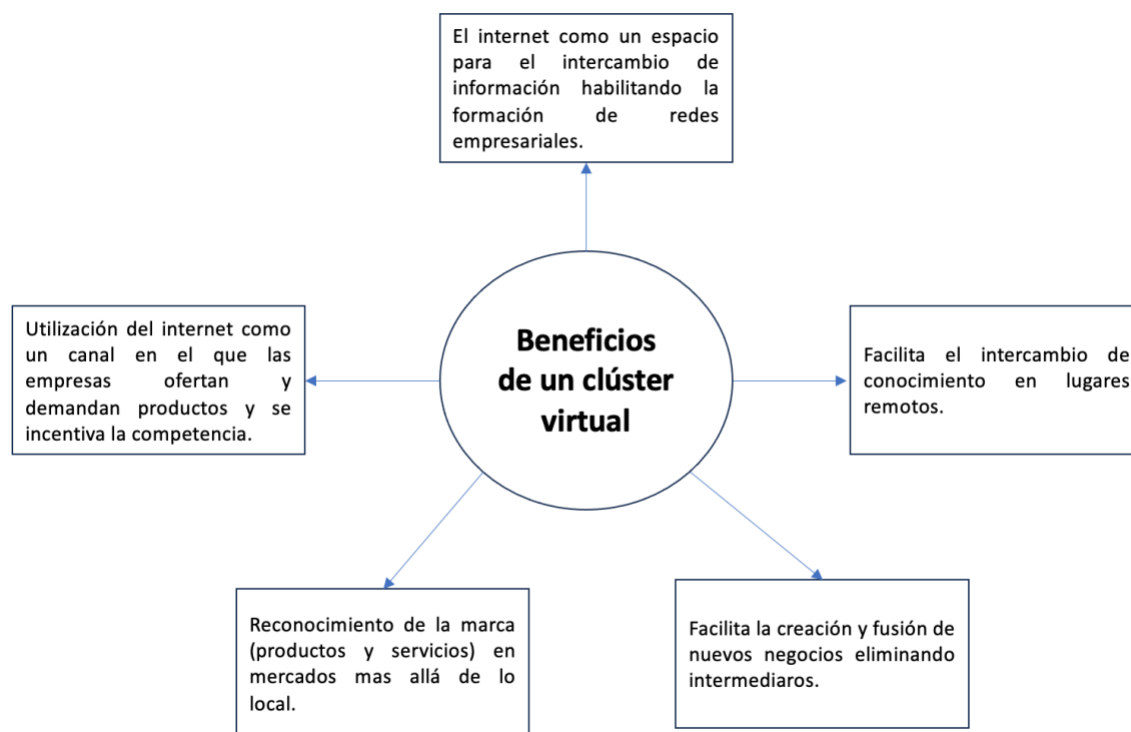 El internet como un espacio
para el intercambio de
información habilitando la
formación de redes
empresariales.
Utilización del internet como
un canal en el que las
empresas ofertan y
demandan productos y se
incentiva la competencia.
Beneficios
de un clúster
virtual
Facilita el intercambio de
conocimiento en lugares
remotos.
Reconocimiento de la marca
(productos y servicios) en
mercados mas allá de lo
local.
Facilita la creación y fusión de
nuevos negocios eliminando
intermediaros.